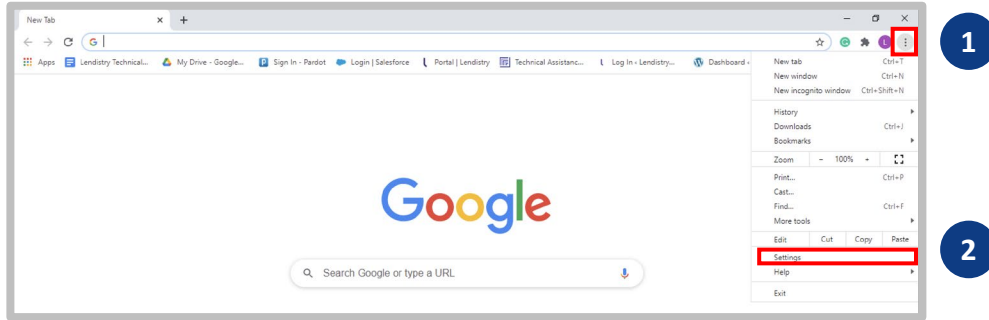 New Tab
G
Apps Lendistry Technical... My Drive - Google... Sign In - Pardot Login | Salesforce Portal | Lendistry Technical Assistanc... Log In ‹ Lendistry... Dashboard ‹
L
1
New tab Ctrl+T
New window Ctrl+N
New incognito window Ctrl+Shift+N
History
Downloads Ctrl+J
Bookmarks
Zoom - 100% +
Print... Ctrl+P
Cast...
Find... Ctrl+F
More tools
Edit Cut Copy Paste
Settings
2
Help
Exit
Google
Search Google or type a URL